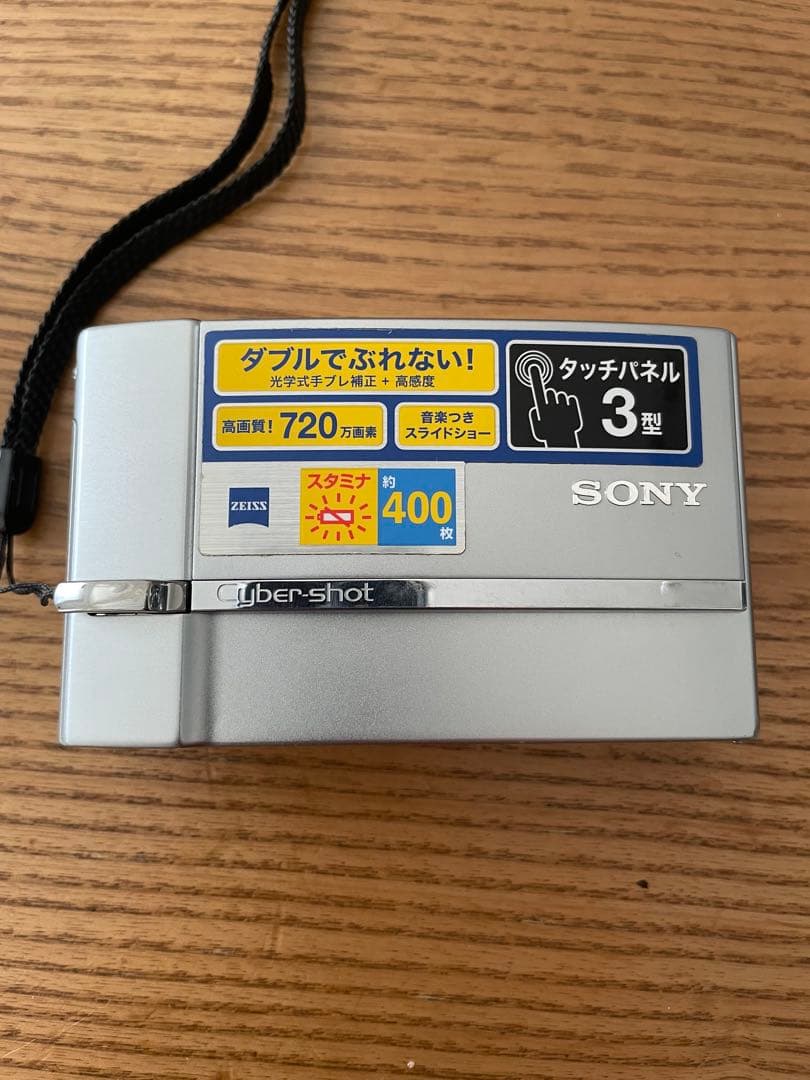 ダブルでぶれない!
光学式手ブレ補正 + 高感度
高画質! 720万画素
音楽つき
スライドショー
タッチパネル
3型
ZEISS
スタミナ
約
400
枚
SONY
Cyber-shot